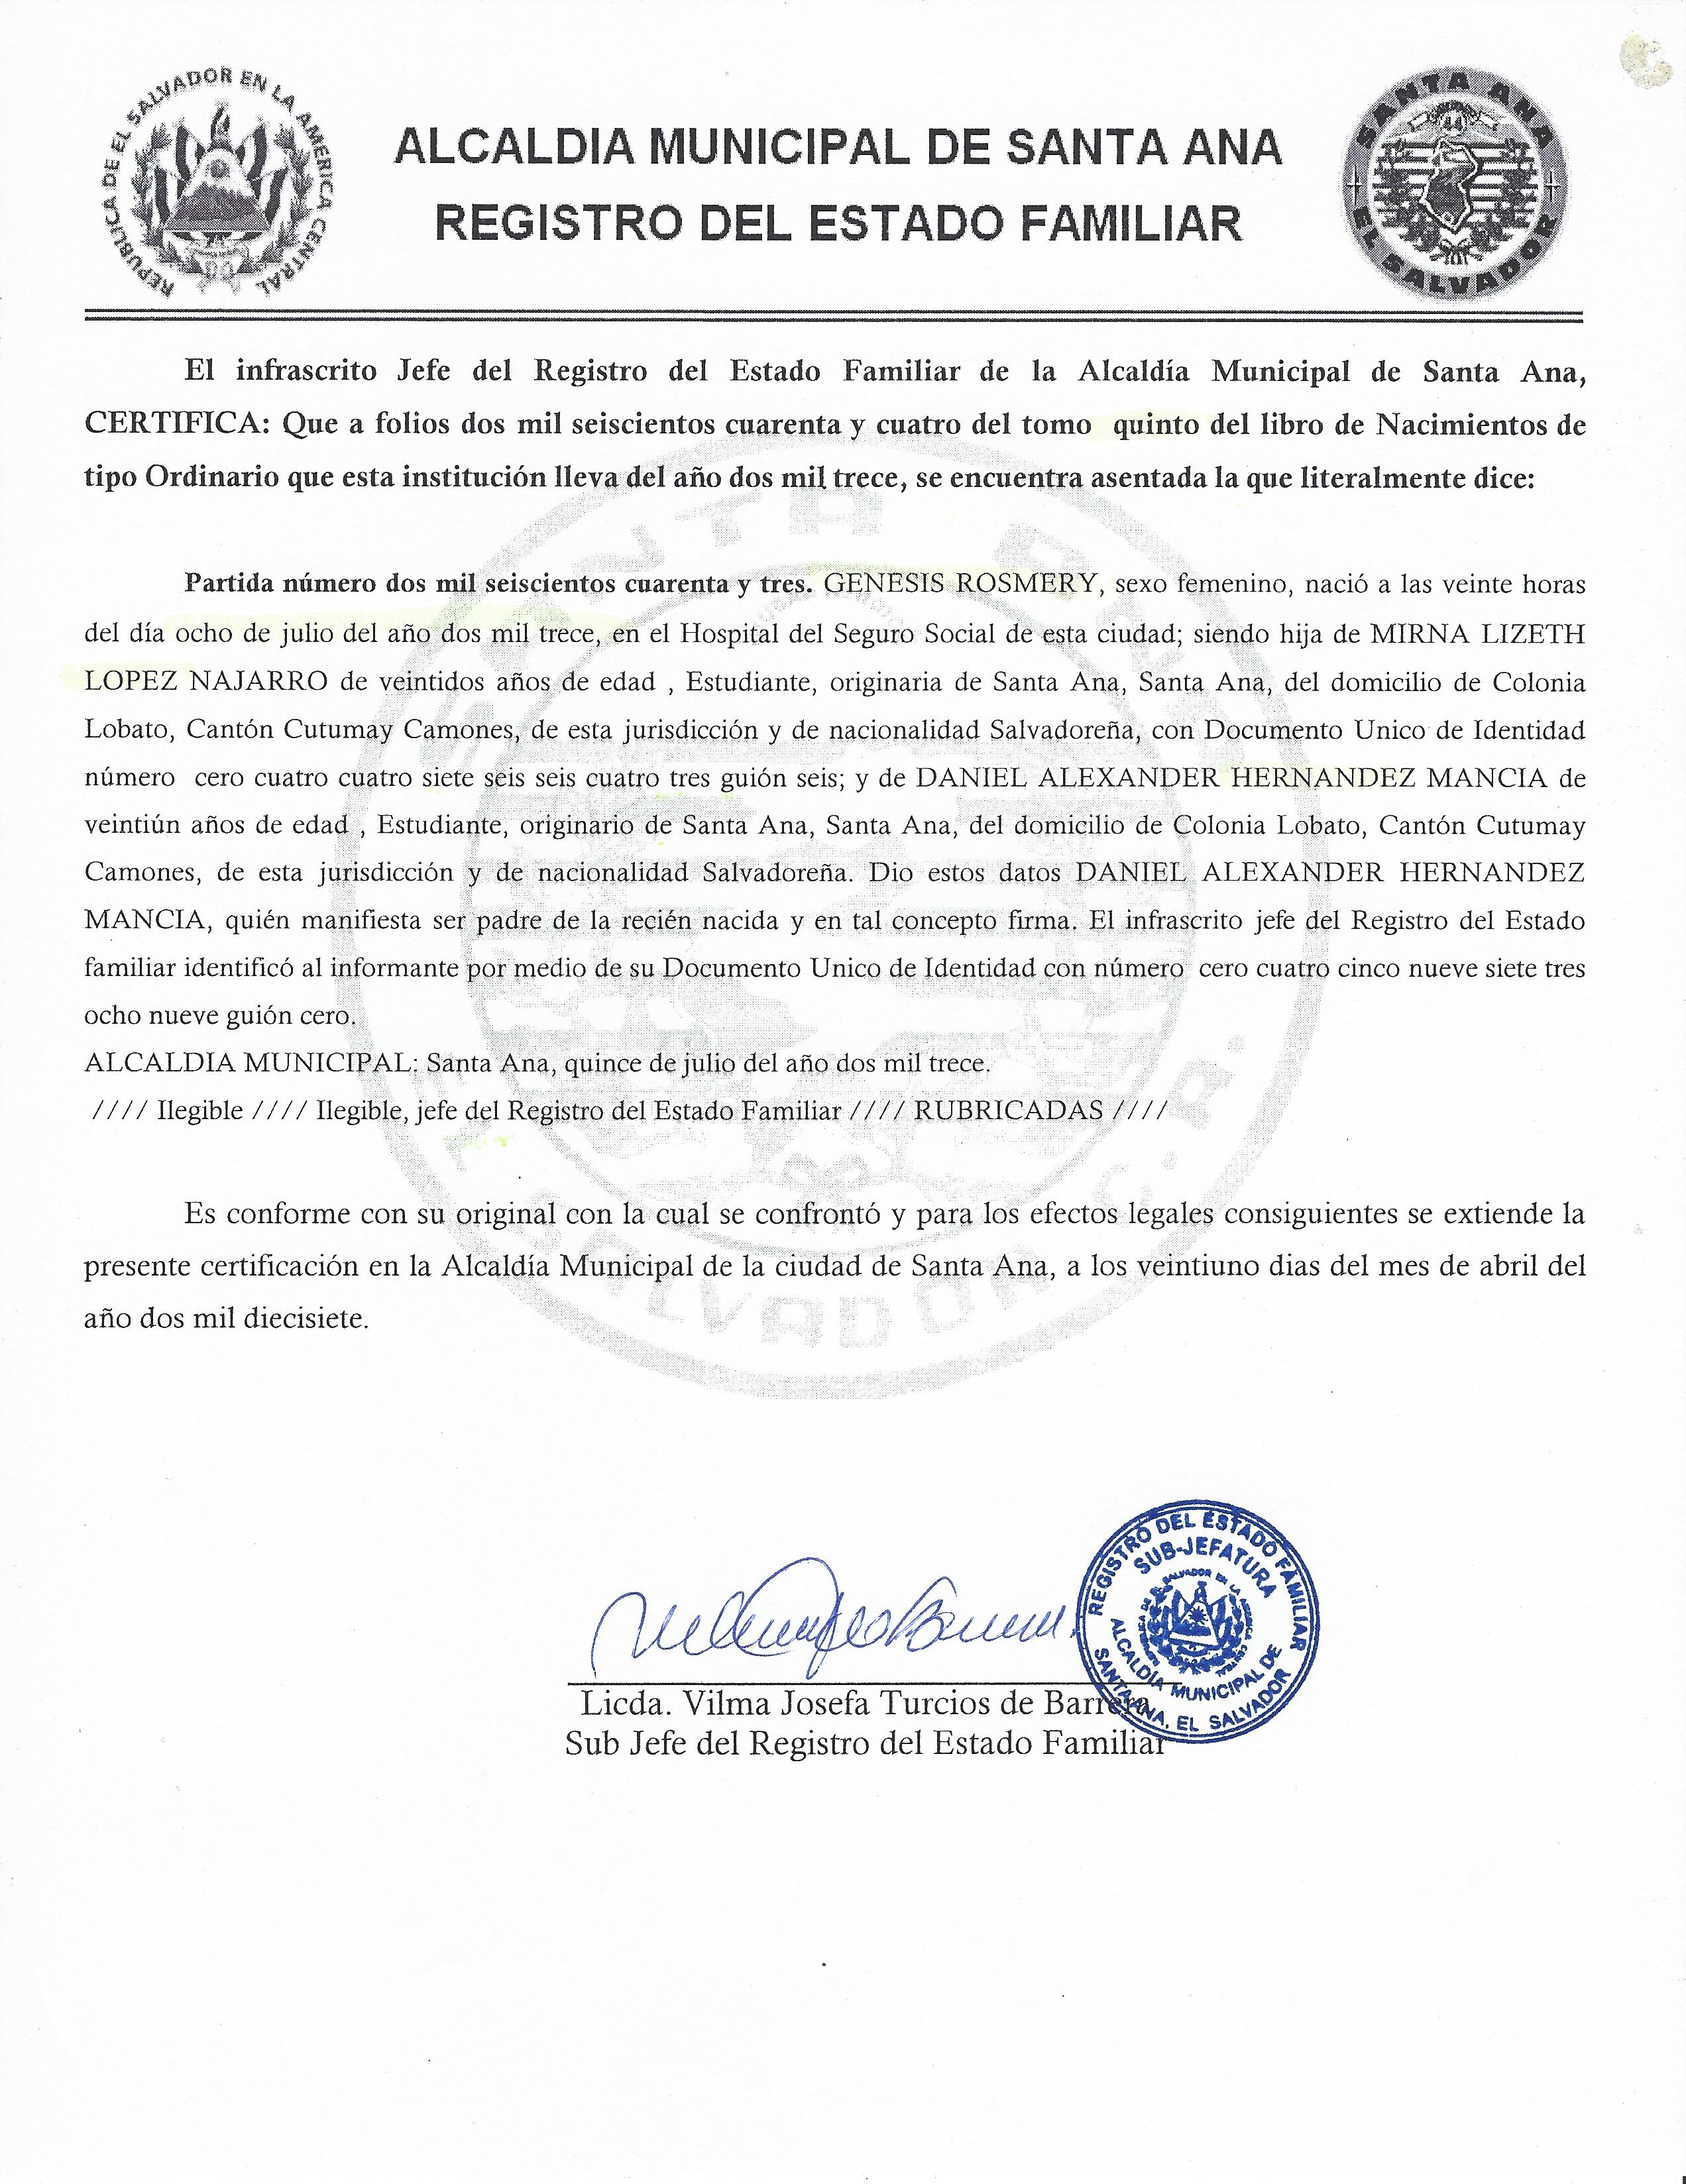 REPUBLICA DE EL SALVADOR EN LA AMERICA CENTRAL
ALCALDIA MUNICIPAL DE SANTA ANA
REGISTRO DEL ESTADO FAMILIAR
SANTA ANA
EL SALVADOR
El infrascrito Jefe del Registro del Estado Familiar de la Alcaldía Municipal de Santa Ana,
CERTIFICA: Que a folios dos mil seiscientos cuarenta y cuatro del tomo quinto del libro de Nacimientos de
tipo Ordinario que esta institución lleva del año dos mil trece, se encuentra asentada la que literalmente dice:
Partida número dos mil seiscientos cuarenta y tres. GENESIS ROSMERY, sexo femenino, nació a las veinte horas
del día ocho de julio del año dos mil trece, en el Hospital del Seguro Social de esta ciudad; siendo hija de MIRNA LIZETH
LOPEZ NAJARRO de veintidos años de edad , Estudiante, originaria de Santa Ana, Santa Ana, del domicilio de Colonia
Lobato, Cantón Cutumay Camones, de esta jurisdicción y de nacionalidad Salvadoreña, con Documento Unico de Identidad
número cero cuatro cuatro siete seis seis cuatro tres guión seis; y de DANIEL ALEXANDER HERNANDEZ MANCIA de
veintiún años de edad , Estudiante, originario de Santa Ana, Santa Ana, del domicilio de Colonia Lobato, Cantón Cutumay
Camones, de esta jurisdicción y de nacionalidad Salvadoreña. Dio estos datos DANIEL ALEXANDER HERNANDEZ
MANCIA, quién manifiesta ser padre de la recién nacida y en tal concepto firma. El infrascrito jefe del Registro del Estado
familiar identificó al informante por medio de su Documento Unico de Identidad con número cero cuatro cinco nueve siete tres
ocho nueve guión cero.
ALCALDIA MUNICIPAL: Santa Ana, quince de julio del año dos mil trece.
//// Ilegible //// Ilegible, jefe del Registro del Estado Familiar //// RUBRICADAS ////
Es conforme con su original con la cual se confrontó y para los efectos legales consiguientes se extiende la
presente certificación en la Alcaldía Municipal de la ciudad de Santa Ana, a los veintiuno dias del mes de abril del
año dos mil diecisiete.
REGISTRO DEL ESTADO FAMILIAR
SUB-JEFATURA
ALCALDÍA MUNICIPAL DE
SANTA ANA, EL SALVADOR
Licda. Vilma Josefa Turcios de Barrera
Sub Jefe del Registro del Estado Familiar